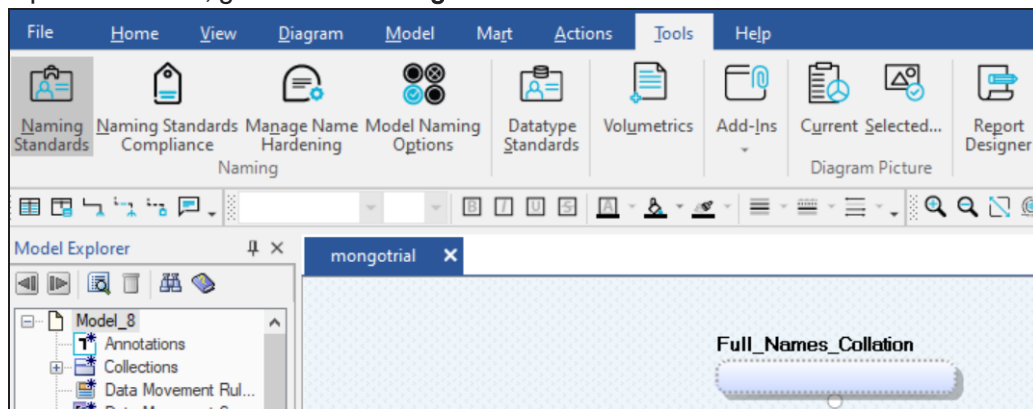 File Home View Diagram Model Mart Actions Tools Help
Naming Standards
Naming Standards Compliance
Manage Name Hardening
Model Naming Options
Datatype Standards
Volumetrics
Add-Ins
Current
Selected...
Report Designer
Naming
Diagram Picture
B I U S A
Model Explorer
mongotrial
Model_8
Annotations
Collections
Data Movement Rul...
Full_Names_Collation